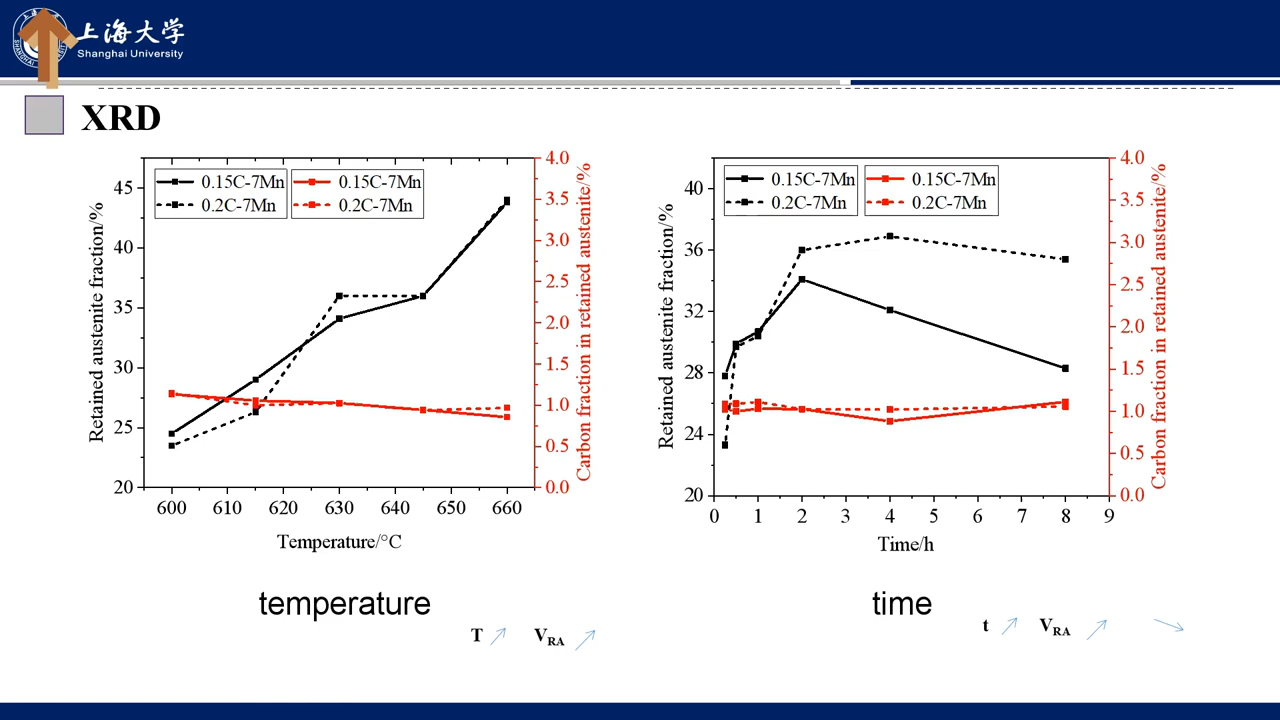 上海大学
Shanghai University
XRD
0.15C-7Mn
0.2C-7Mn
0.15C-7Mn
0.2C-7Mn
Retained austenite fraction/%
45
40
35
30
25
20
4.0
3.5
3.0
2.5
2.0
1.5
1.0
0.5
0.0
Carbon fraction in retained austenite/%
600 610 620 630 640 650 660
Temperature/°C
temperature
T V_RA
0.15C-7Mn
0.2C-7Mn
0.15C-7Mn
0.2C-7Mn
Retained austenite fraction/%
40
36
32
28
24
20
4.0
3.5
3.0
2.5
2.0
1.5
1.0
0.5
0.0
Carbon fraction in retained austenite/%
0 1 2 3 4 5 6 7 8 9
Time/h
time
t V_RA